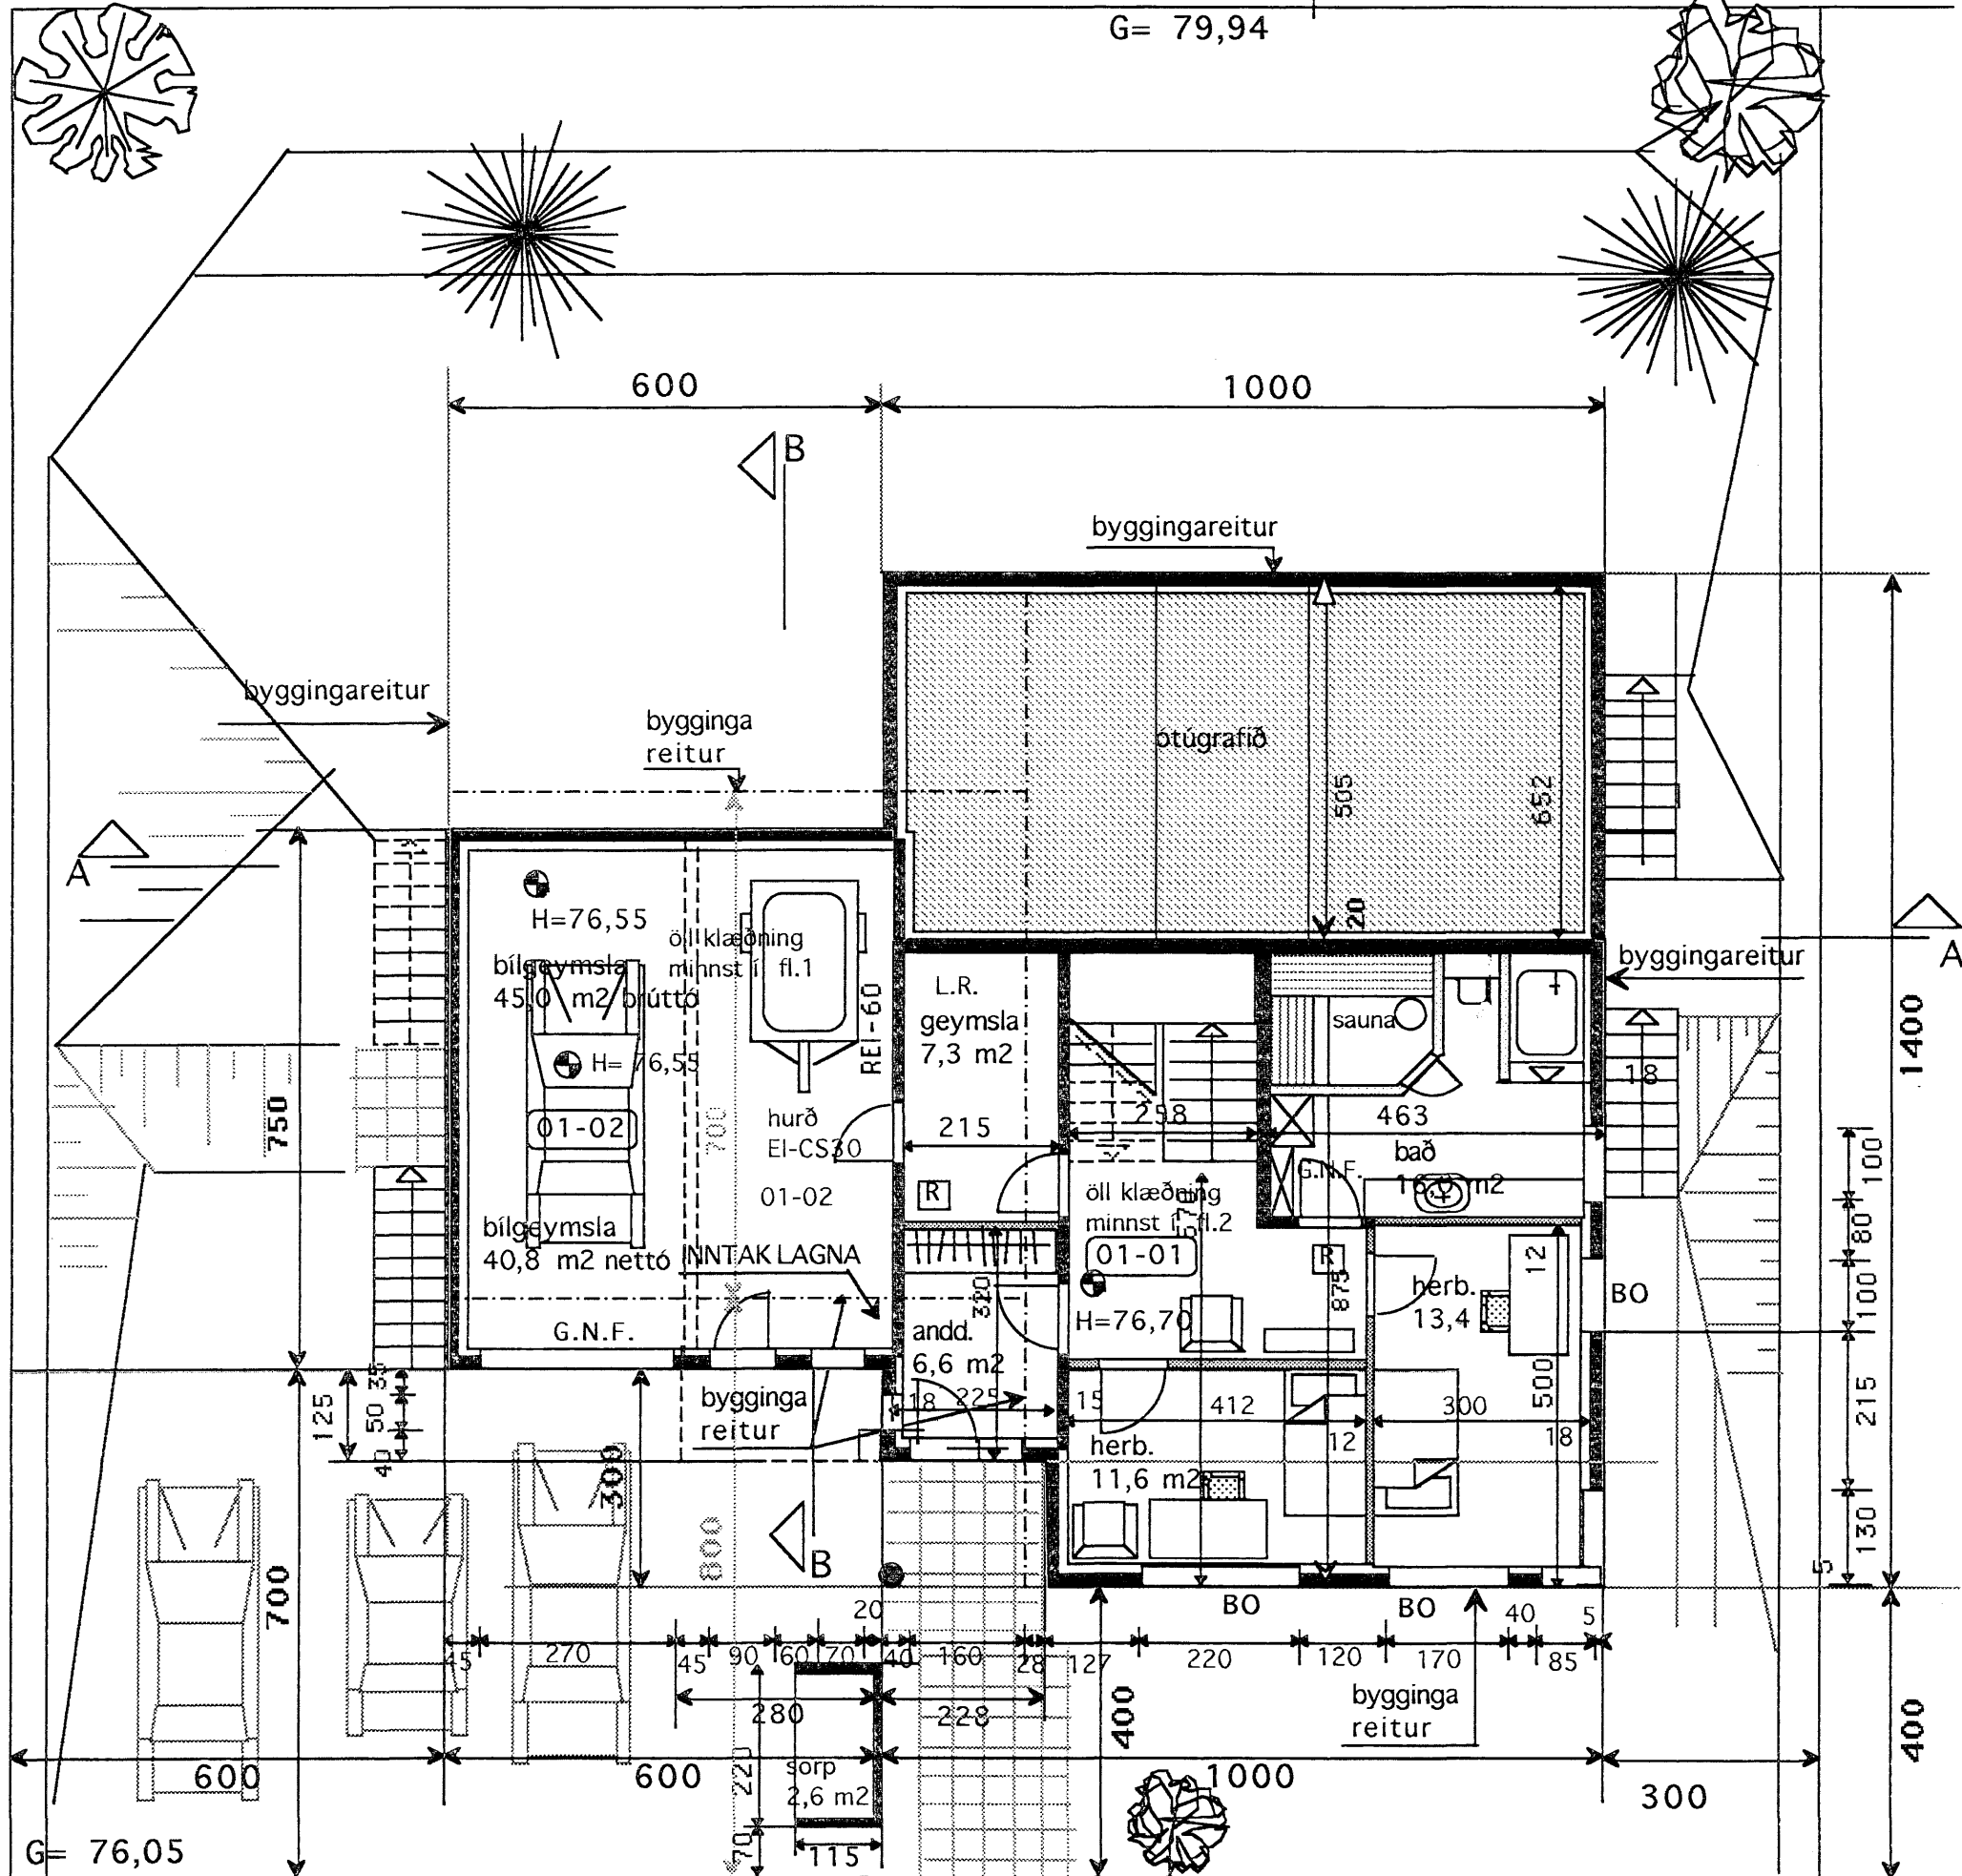 G= 79,94
600
1000
B
byggingareitur
byggingareitur
bygginga
reitur
ótúgrafið
505
652
20
A
A
byggingareitur
H=76,55
öll klæðning
minnst í fl.1
bílgeymsla
45,0 m2 brúttó
H= 76,55
REI-60
L.R.
geymsla
7,3 m2
sauna
18
1400
750
01-02
700
hurð
EI-CS30
01-02
215
258
463
bað
G.N.F.
m2
R
öll klæðning
minnst í fl.2
01-01
R
bílgeymsla
40,8 m2 nettó
INNTAK LAGNA
320
H=76,70
875
herb.
13,4
12
BO
100
80
100
215
130
5
G.N.F.
andd.
6,6 m2
18
225
15
412
12
300
500
18
125
35
50
40
bygginga
reitur
herb.
11,6 m2
300
800
B
700
BO
BO
20
40
5
45
270
45
90
60
70
40
160
28
127
220
120
170
85
280
228
400
bygginga
reitur
400
600
600
220
sorp
2,6 m2
1000
300
G= 76,05
70
115